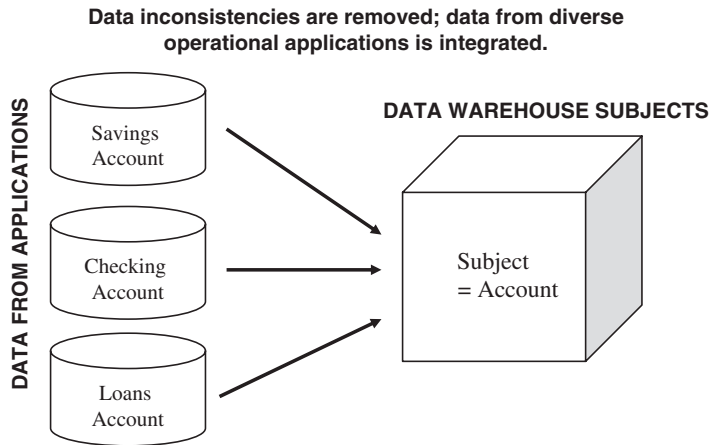 Data inconsistencies are removed; data from diverse
operational applications is integrated.
DATA FROM APPLICATIONS
Savings
Account
Checking
Account
Loans
Account
DATA WAREHOUSE SUBJECTS
Subject
= Account